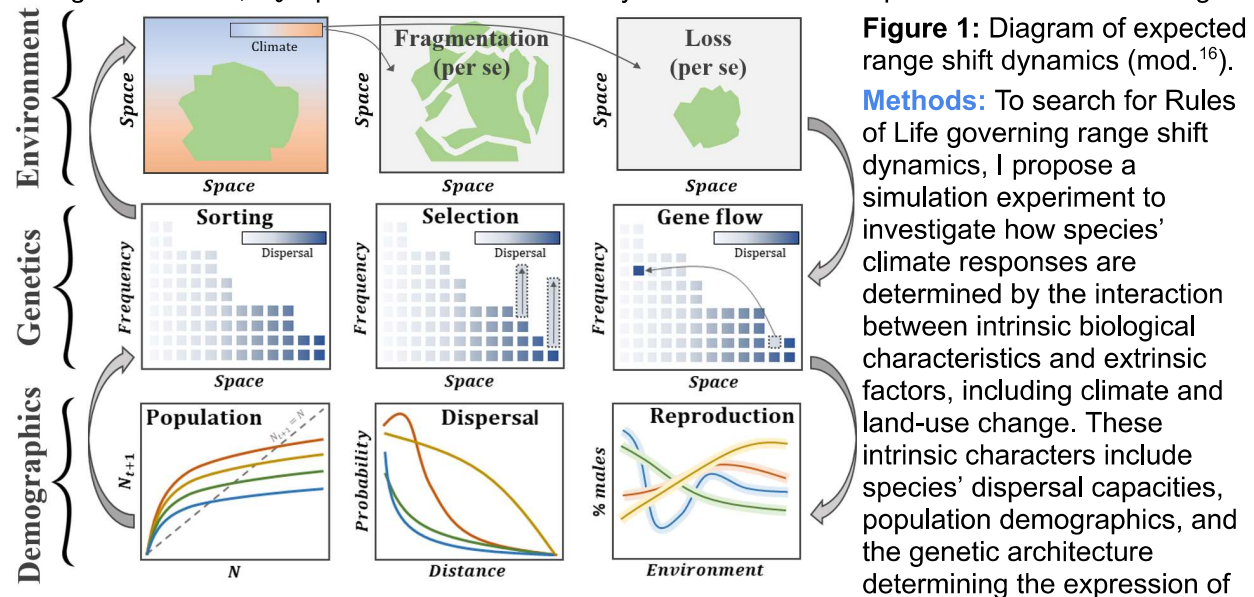 Environment
Space
Climate
Space
Space
Fragmentation
(per se)
Space
Space
Loss
(per se)
Space
Genetics
Frequency
Sorting
Dispersal
Space
Frequency
Selection
Dispersal
Space
Frequency
Gene flow
Dispersal
Space
Demographics
Nt+1
Population
Nt+1 = N
N
Probability
Dispersal
Distance
% males
Reproduction
Environment
Figure 1: Diagram of expected
range shift dynamics (mod.16).
Methods: To search for Rules
of Life governing range shift
dynamics, I propose a
simulation experiment to
investigate how species’
climate responses are
determined by the interaction
between intrinsic biological
characteristics and extrinsic
factors, including climate and
land-use change. These
intrinsic characters include
species’ dispersal capacities,
population demographics, and
the genetic architecture
determining the expression of